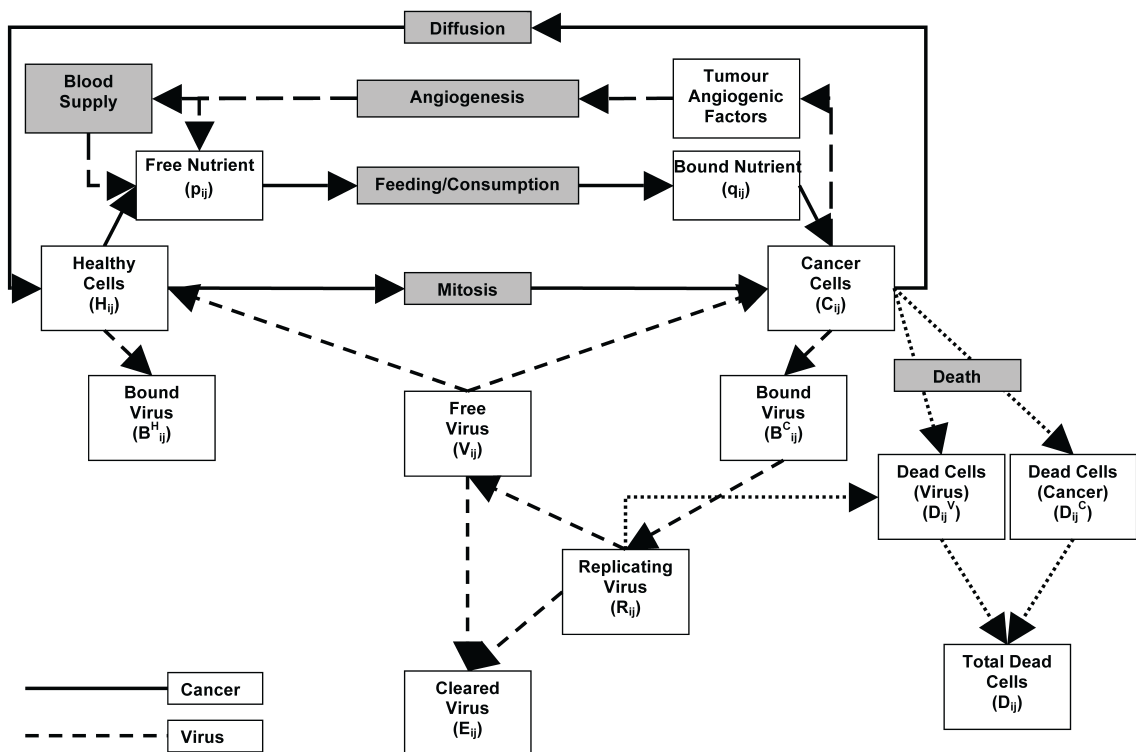 Diffusion
Blood
Supply
Angiogenesis
Tumour
Angiogenic
Factors
Free Nutrient
(pij)
Feeding/Consumption
Bound Nutrient
(qij)
Healthy
Cells
(Hij)
Mitosis
Cancer
Cells
(Cij)
Bound
Virus
(BHij)
Free
Virus
(Vij)
Bound
Virus
(BCij)
Death
Dead Cells
(Virus)
(DijV)
Dead Cells
(Cancer)
(DijC)
Replicating
Virus
(Rij)
Cleared
Virus
(Eij)
Total Dead
Cells
(Dij)
Cancer
Virus